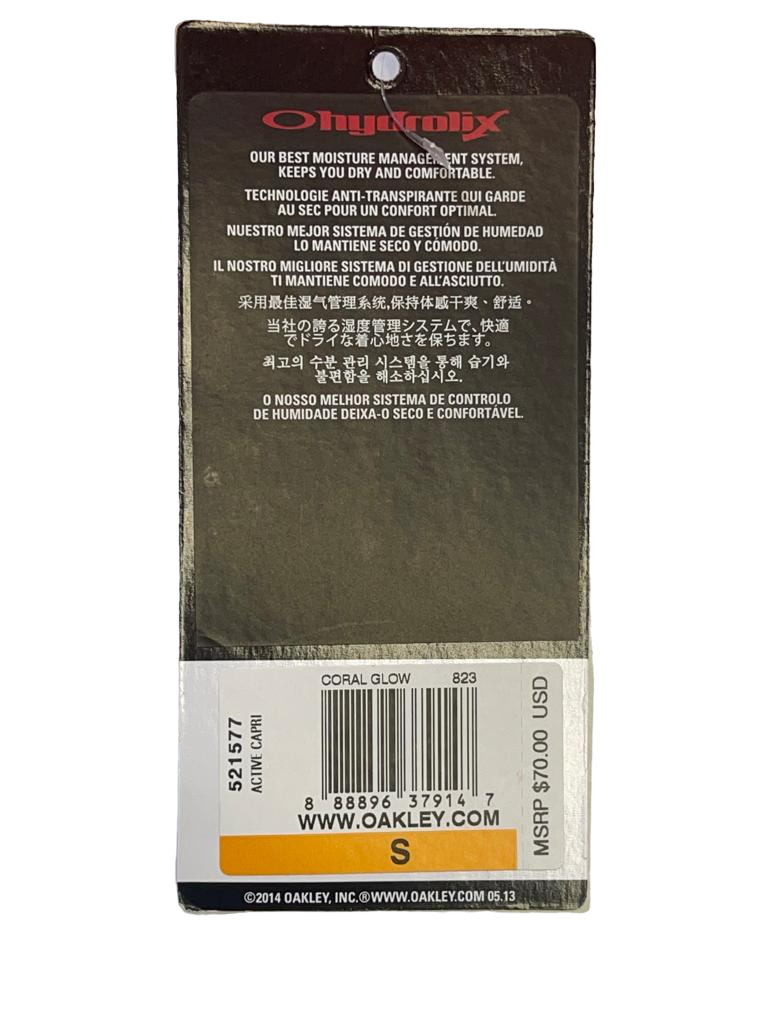 Ohydrolix
OUR BEST MOISTURE MANAGEMENT SYSTEM,
KEEPS YOU DRY AND COMFORTABLE.
TECHNOLOGIE ANTI-TRANSPIRANTE QUI GARDE
AU SEC POUR UN CONFORT OPTIMAL.
NUESTRO MEJOR SISTEMA DE GESTIÓN DE HUMEDAD
LO MANTIENE SECO Y CÓMODO.
IL NOSTRO MIGLIORE SISTEMA DI GESTIONE DELL'UMIDITÀ
TI MANTIENE COMODO E ALL'ASCIUTTO.
采用最佳湿气管理系统,保持体感干爽、舒适。
当社の誇る湿度管理システムで、快適
でドライな着心地さを保ちます。
최고의 수분 관리 시스템을 통해 습기와
불편함을 해소하십시오.
O NOSSO MELHOR SISTEMA DE CONTROLO
DE HUMIDADE DEIXA-O SECO E CONFORTÁVEL.
CORAL GLOW 823
521577
ACTIVE CAPRI
8 88896 37914 7
WWW.OAKLEY.COM
S
MSRP $70.00 USD
©2014 OAKLEY, INC.®WWW.OAKLEY.COM 05.13